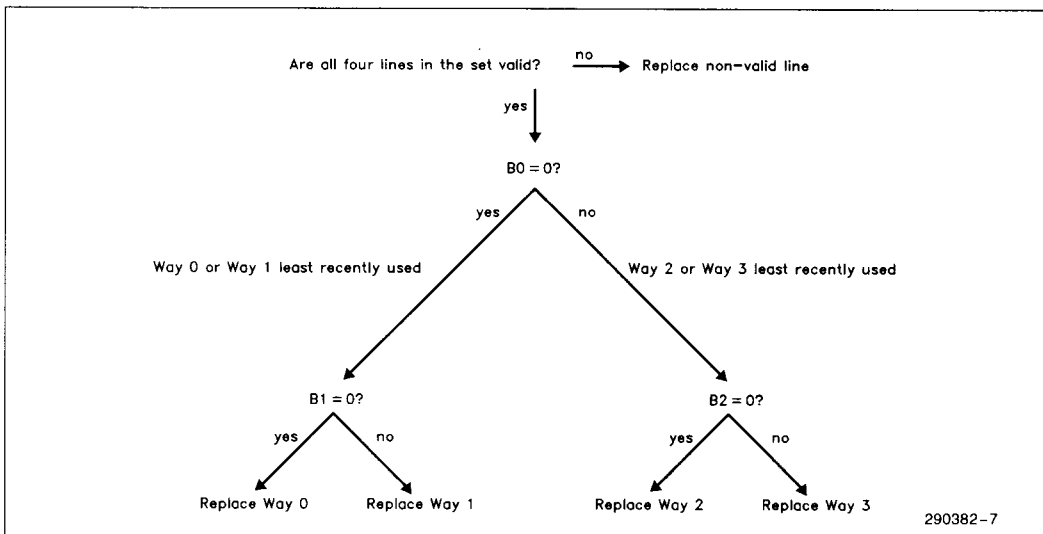 Are all four lines in the set valid?
no
Replace non-valid line
yes
B0 = 0?
yes
no
Way 0 or Way 1 least recently used
Way 2 or Way 3 least recently used
B1 = 0?
B2 = 0?
yes
no
yes
no
Replace Way 0
Replace Way 1
Replace Way 2
Replace Way 3
290382-7